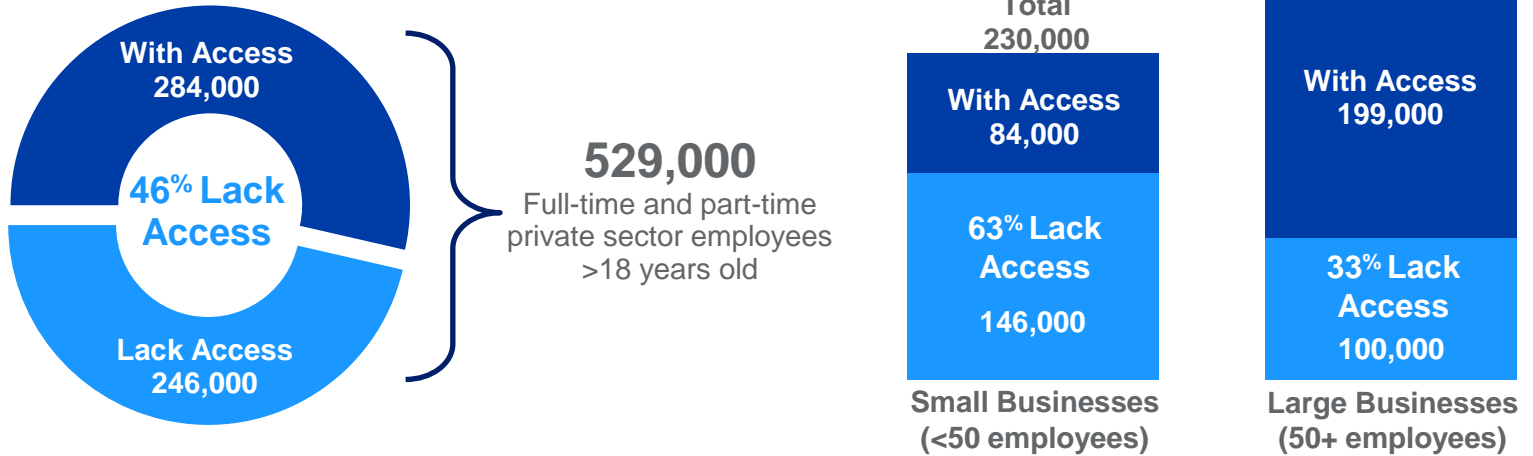 With Access
284,000
46% Lack
Access
Lack Access
246,000
529,000
Full-time and part-time
private sector employees
>18 years old
Total
230,000
With Access
84,000
63% Lack
Access
146,000
Small Businesses
(<50 employees)
With Access
199,000
33% Lack
Access
100,000
Large Businesses
(50+ employees)